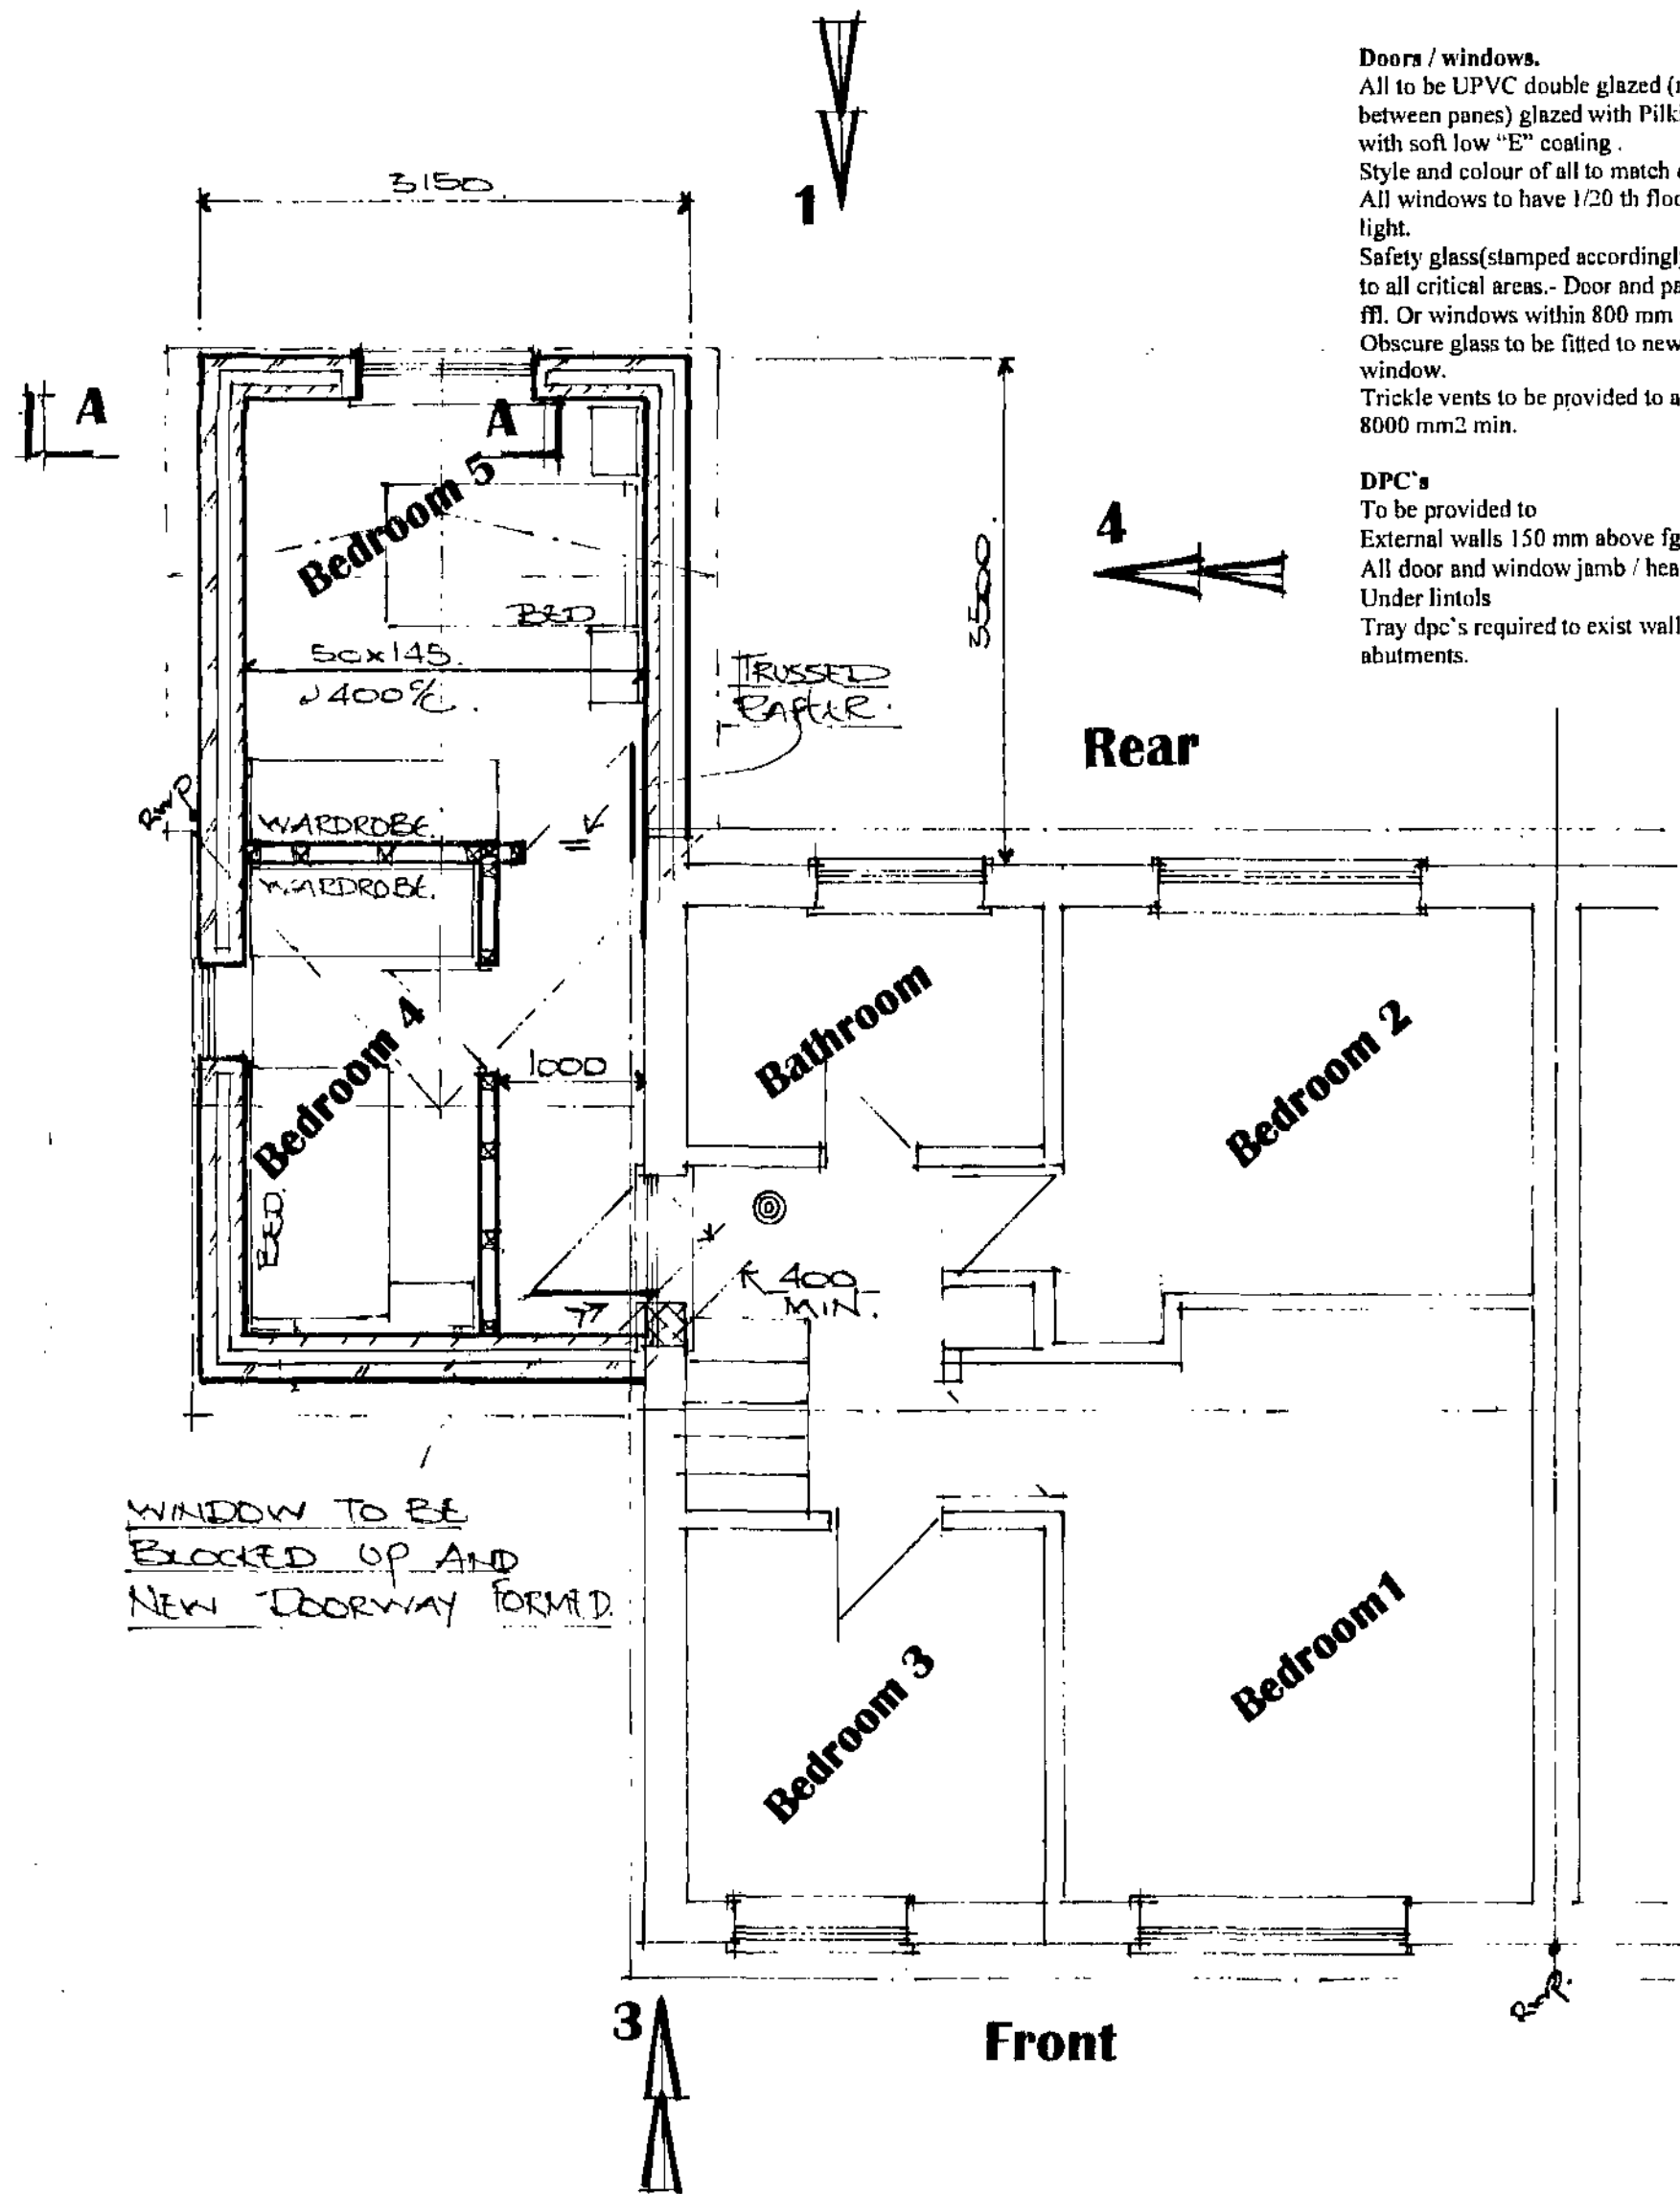 Doors / windows.
All to be UPVC double glazed (
between panes) glazed with Pilk
with soft low “E” coating .
Style and colour of all to match
All windows to have 1/20 th floo
light.
Safety glass(stamped accordingl
to all critical areas.- Door and pa
ffl. Or windows within 800 mm
Obscure glass to be fitted to new
window.
Trickle vents to be provided to a
8000 mm2 min.
DPC`s
To be provided to
External walls 150 mm above fg
All door and window jamb / hea
Under lintols
Tray dpc`s required to exist wall
abutments.
3150
1
A
A
Bedroom 5
BED
50x145
400 c/c.
TRUSSED
RAFTER.
3500.
4
Rear
RWP
WARDROBE.
WARDROBE.
=
Bedroom 4
BED.
1000
Bathroom
Bedroom 2
400
MIN.
WINDOW TO BE
BLOCKED UP AND
NEW DOORWAY FORMED.
Bedroom 3
Bedroom1
3
Front
RWP.